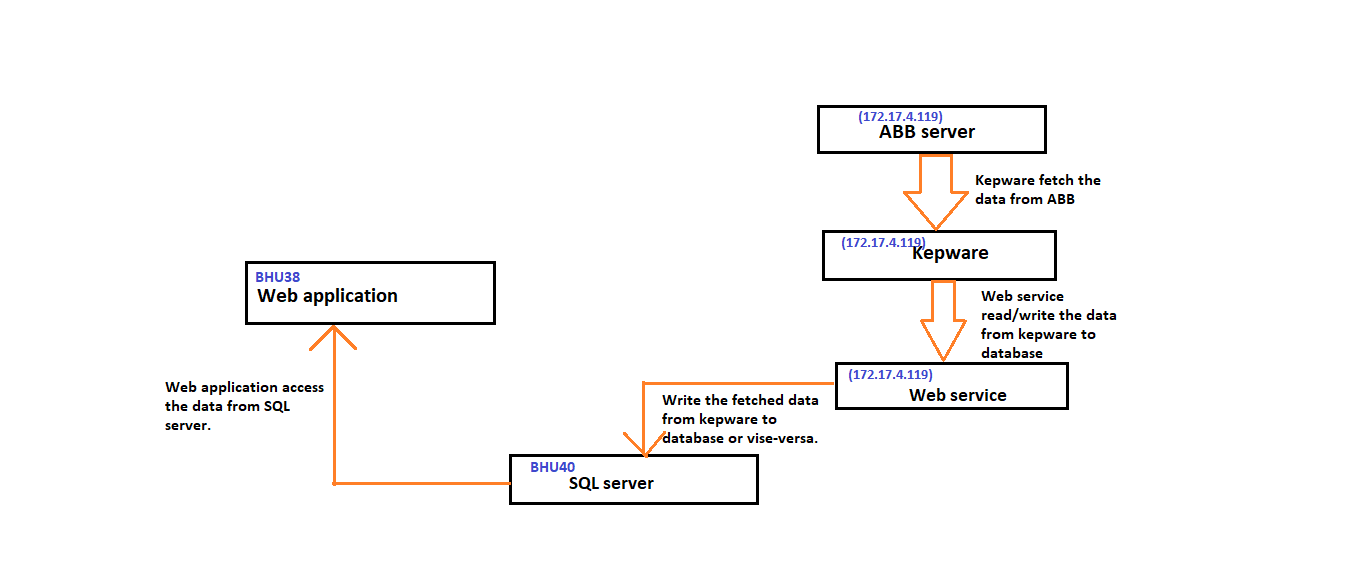 (172.17.4.119)
ABB server
Kepware fetch the
data from ABB
(172.17.4.119)
Kepware
Web service
read/write the data
from kepware to
database
BHU38
Web application
(172.17.4.119)
Web service
Web application access
the data from SQL
server.
Write the fetched data
from kepware to
database or vise-versa.
BHU40
SQL server